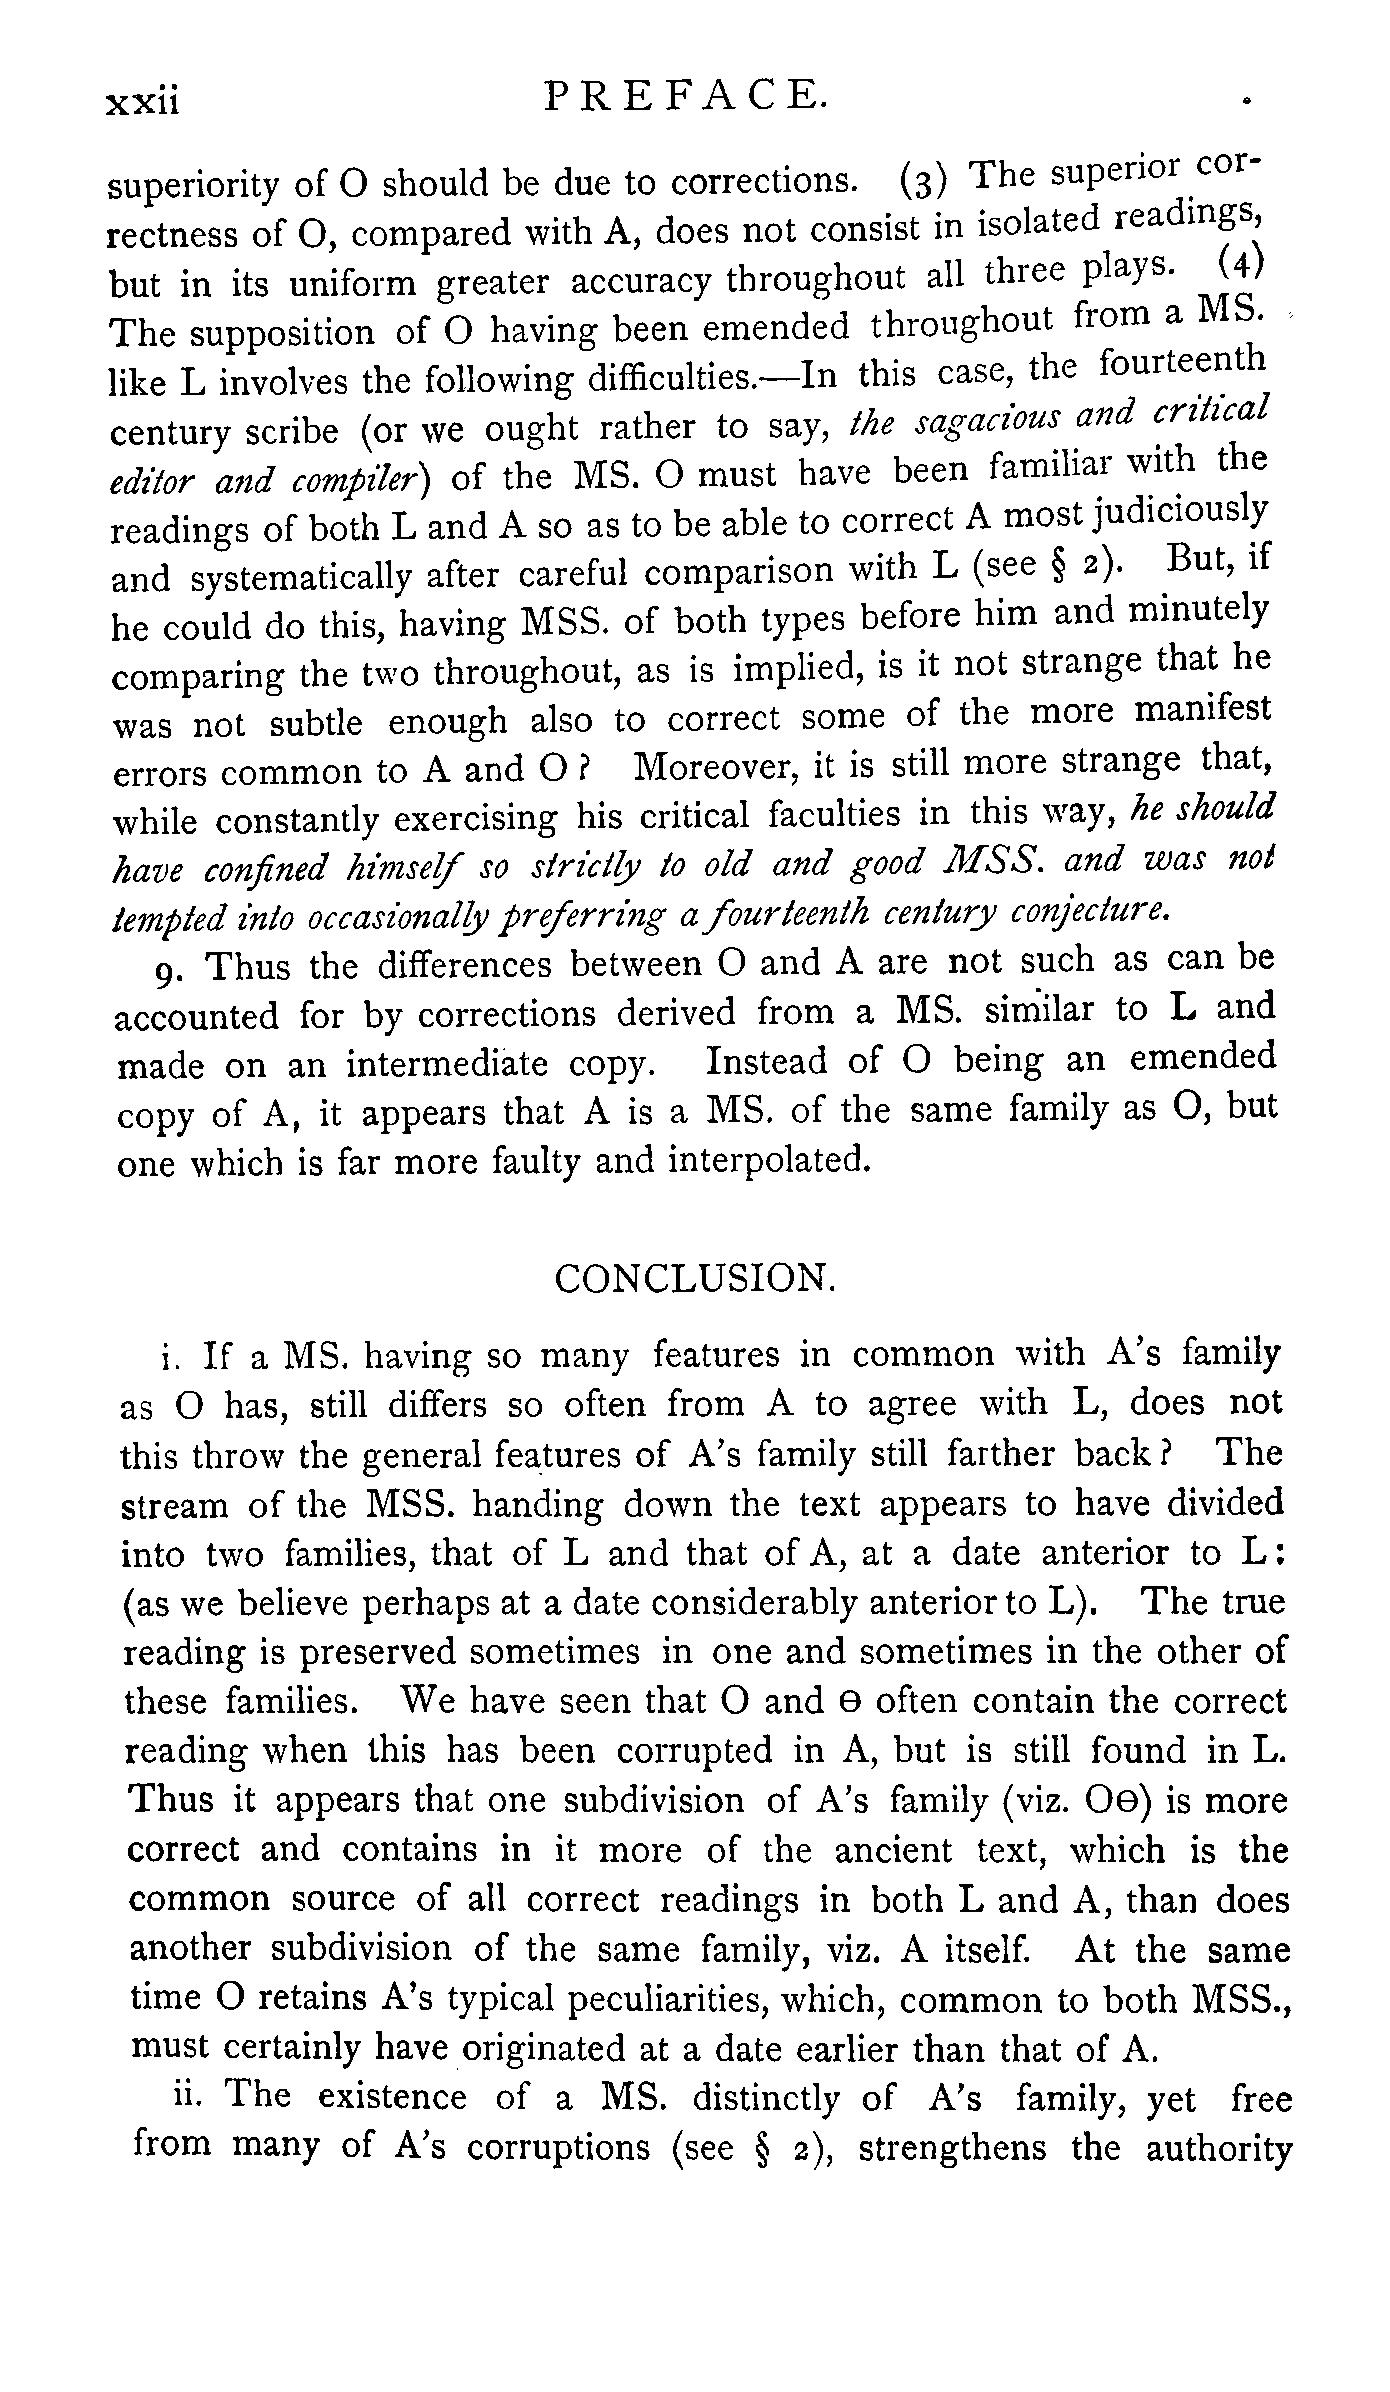 xxii PREFACE.
superiority of O should be due to corrections. (3) The superior cor-
rectness of O, compared with A, does not consist in isolated readings,
but in its uniform greater accuracy throughout all three plays. (4)
The supposition of O having been emended throughout from a MS.
like L involves the following difficulties.—In this case, the fourteenth
century scribe (or we ought rather to say, the sagacious and critical
editor and compiler) of the MS. O must have been familiar with the
readings of both L and A so as to be able to correct A most judiciously
and systematically after careful comparison with L (see § 2). But, if
he could do this, having MSS. of both types before him and minutely
comparing the two throughout, as is implied, is it not strange that he
was not subtle enough also to correct some of the more manifest
errors common to A and O? Moreover, it is still more strange that,
while constantly exercising his critical faculties in this way, he should
have confined himself so strictly to old and good MSS. and was not
tempted into occasionally preferring a fourteenth century conjecture.
9. Thus the differences between O and A are not such as can be
accounted for by corrections derived from a MS. similar to L and
made on an intermediate copy. Instead of O being an emended
copy of A, it appears that A is a MS. of the same family as O, but
one which is far more faulty and interpolated.
CONCLUSION.
i. If a MS. having so many features in common with A's family
as O has, still differs so often from A to agree with L, does not
this throw the general features of A's family still farther back? The
stream of the MSS. handing down the text appears to have divided
into two families, that of L and that of A, at a date anterior to L:
(as we believe perhaps at a date considerably anterior to L). The true
reading is preserved sometimes in one and sometimes in the other of
these families. We have seen that O and Θ often contain the correct
reading when this has been corrupted in A, but is still found in L.
Thus it appears that one subdivision of A's family (viz. OΘ) is more
correct and contains in it more of the ancient text, which is the
common source of all correct readings in both L and A, than does
another subdivision of the same family, viz. A itself. At the same
time O retains A's typical peculiarities, which, common to both MSS.,
must certainly have originated at a date earlier than that of A.
ii. The existence of a MS. distinctly of A's family, yet free
from many of A's corruptions (see § 2), strengthens the authority